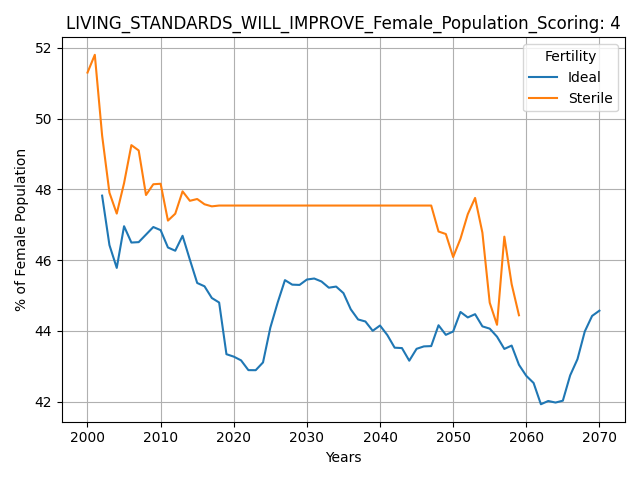 LIVING_STANDARDS_WILL_IMPROVE_Female_Population_Scoring: 4
Fertility
Ideal
Sterile
% of Female Population
52
50
48
46
44
42
2000 2010 2020 2030 2040 2050 2060 2070
Years